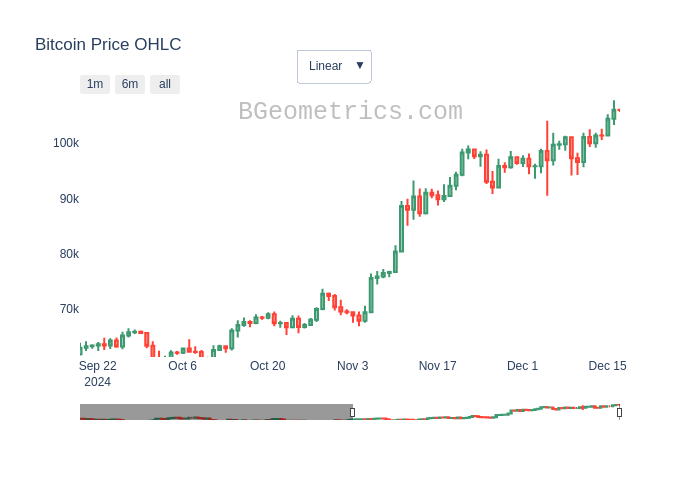 Bitcoin Price OHLC
Linear ▼
1m 6m all
BGeometrics.com
100k
90k
80k
70k
Sep 22 Oct 6 Oct 20 Nov 3 Nov 17 Dec 1 Dec 15
2024